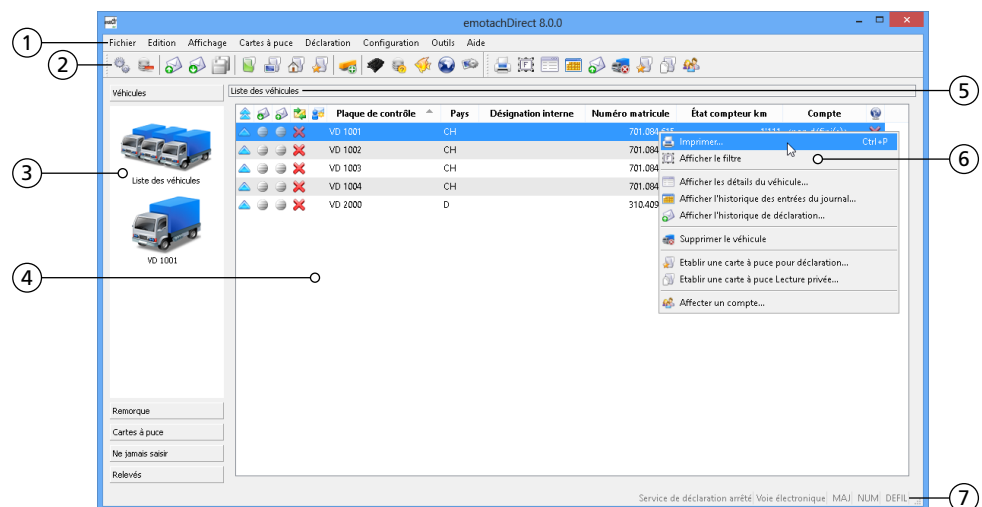 emotachDirect 8.0.0
1
Fichier Edition Affichage Cartes à puce Déclaration Configuration Outils Aide
2
Véhicules
Liste des véhicules
5
Plaque de contrôle Pays Désignation interne Numéro matricule État compteur km Compte
VD 1001 CH 701.084.615
VD 1002 CH 701.084
VD 1003 CH 701.084
VD 1004 CH 701.084
VD 2000 D 310.409
Imprimer... Ctrl+P
Afficher le filtre
6
Afficher les détails du véhicule...
Afficher l'historique des entrées du journal...
Afficher l'historique de déclaration...
Supprimer le véhicule
Etablir une carte à puce pour déclaration...
Etablir une carte à puce Lecture privée...
Affecter un compte...
3
Liste des véhicules
VD 1001
4
Remorque
Cartes à puce
Ne jamais saisir
Relevés
Service de déclaration arrêté Voie électronique MAJ NUM DEFIL
7